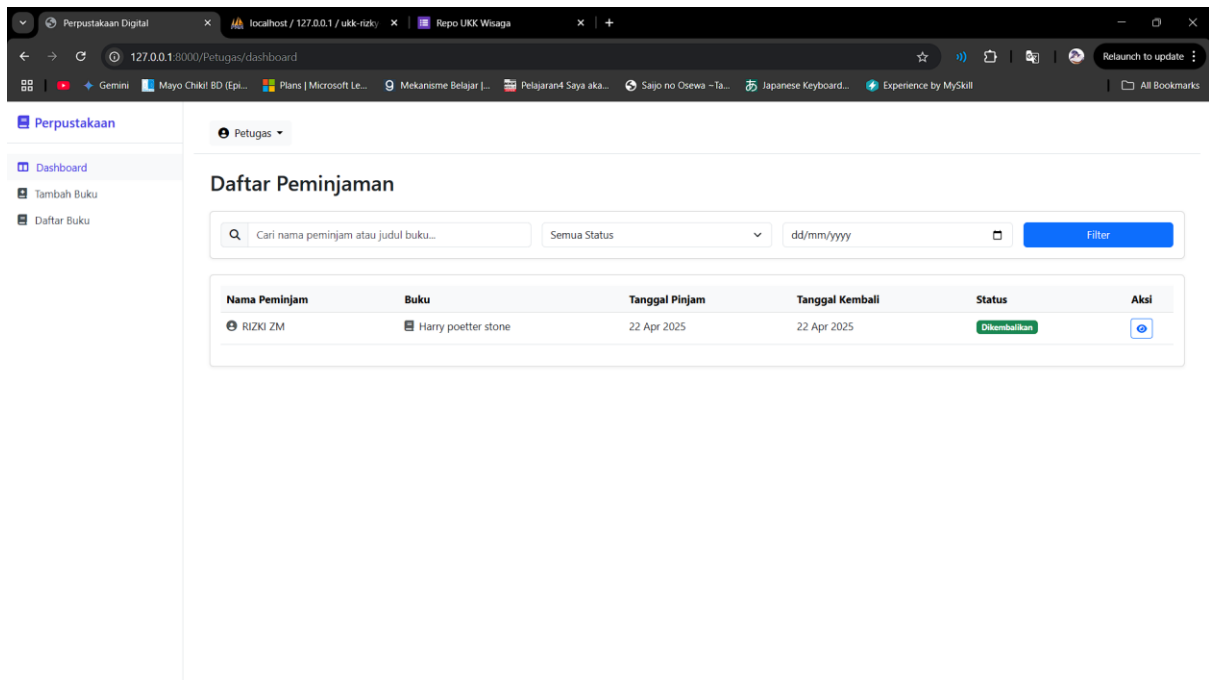 Perpustakaan Digital
localhost / 127.0.0.1 / ukk-rizky
Repo UKK Wisaga
127.0.0.1:8000/Petugas/dashboard
Relaunch to update
Gemini
Mayo Chiki! BD (Epi...
Plans | Microsoft Le...
Mekanisme Belajar |...
Pelajaran4 Saya aka...
Saijo no Osewa ~Ta...
Japanese Keyboard...
Experience by MySkill
All Bookmarks
Perpustakaan
Petugas
Dashboard
Tambah Buku
Daftar Buku
Daftar Peminjaman
Cari nama peminjam atau judul buku...
Semua Status
dd/mm/yyyy
Filter
Nama Peminjam Buku Tanggal Pinjam Tanggal Kembali Status Aksi
RIZKI ZM Harry poetter stone 22 Apr 2025 22 Apr 2025 Dikembalikan